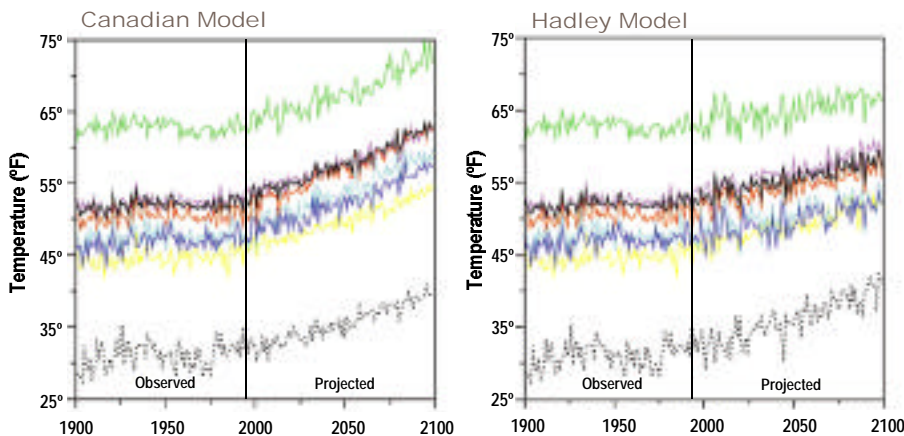 Canadian Model
75º
65º
55º
45º
35º
25º
Temperature (ºF)
Observed
Projected
1900
1950
2000
2050
2100
Hadley Model
75º
65º
55º
45º
35º
25º
Temperature (ºF)
Observed
Projected
1900
1950
2000
2050
2100